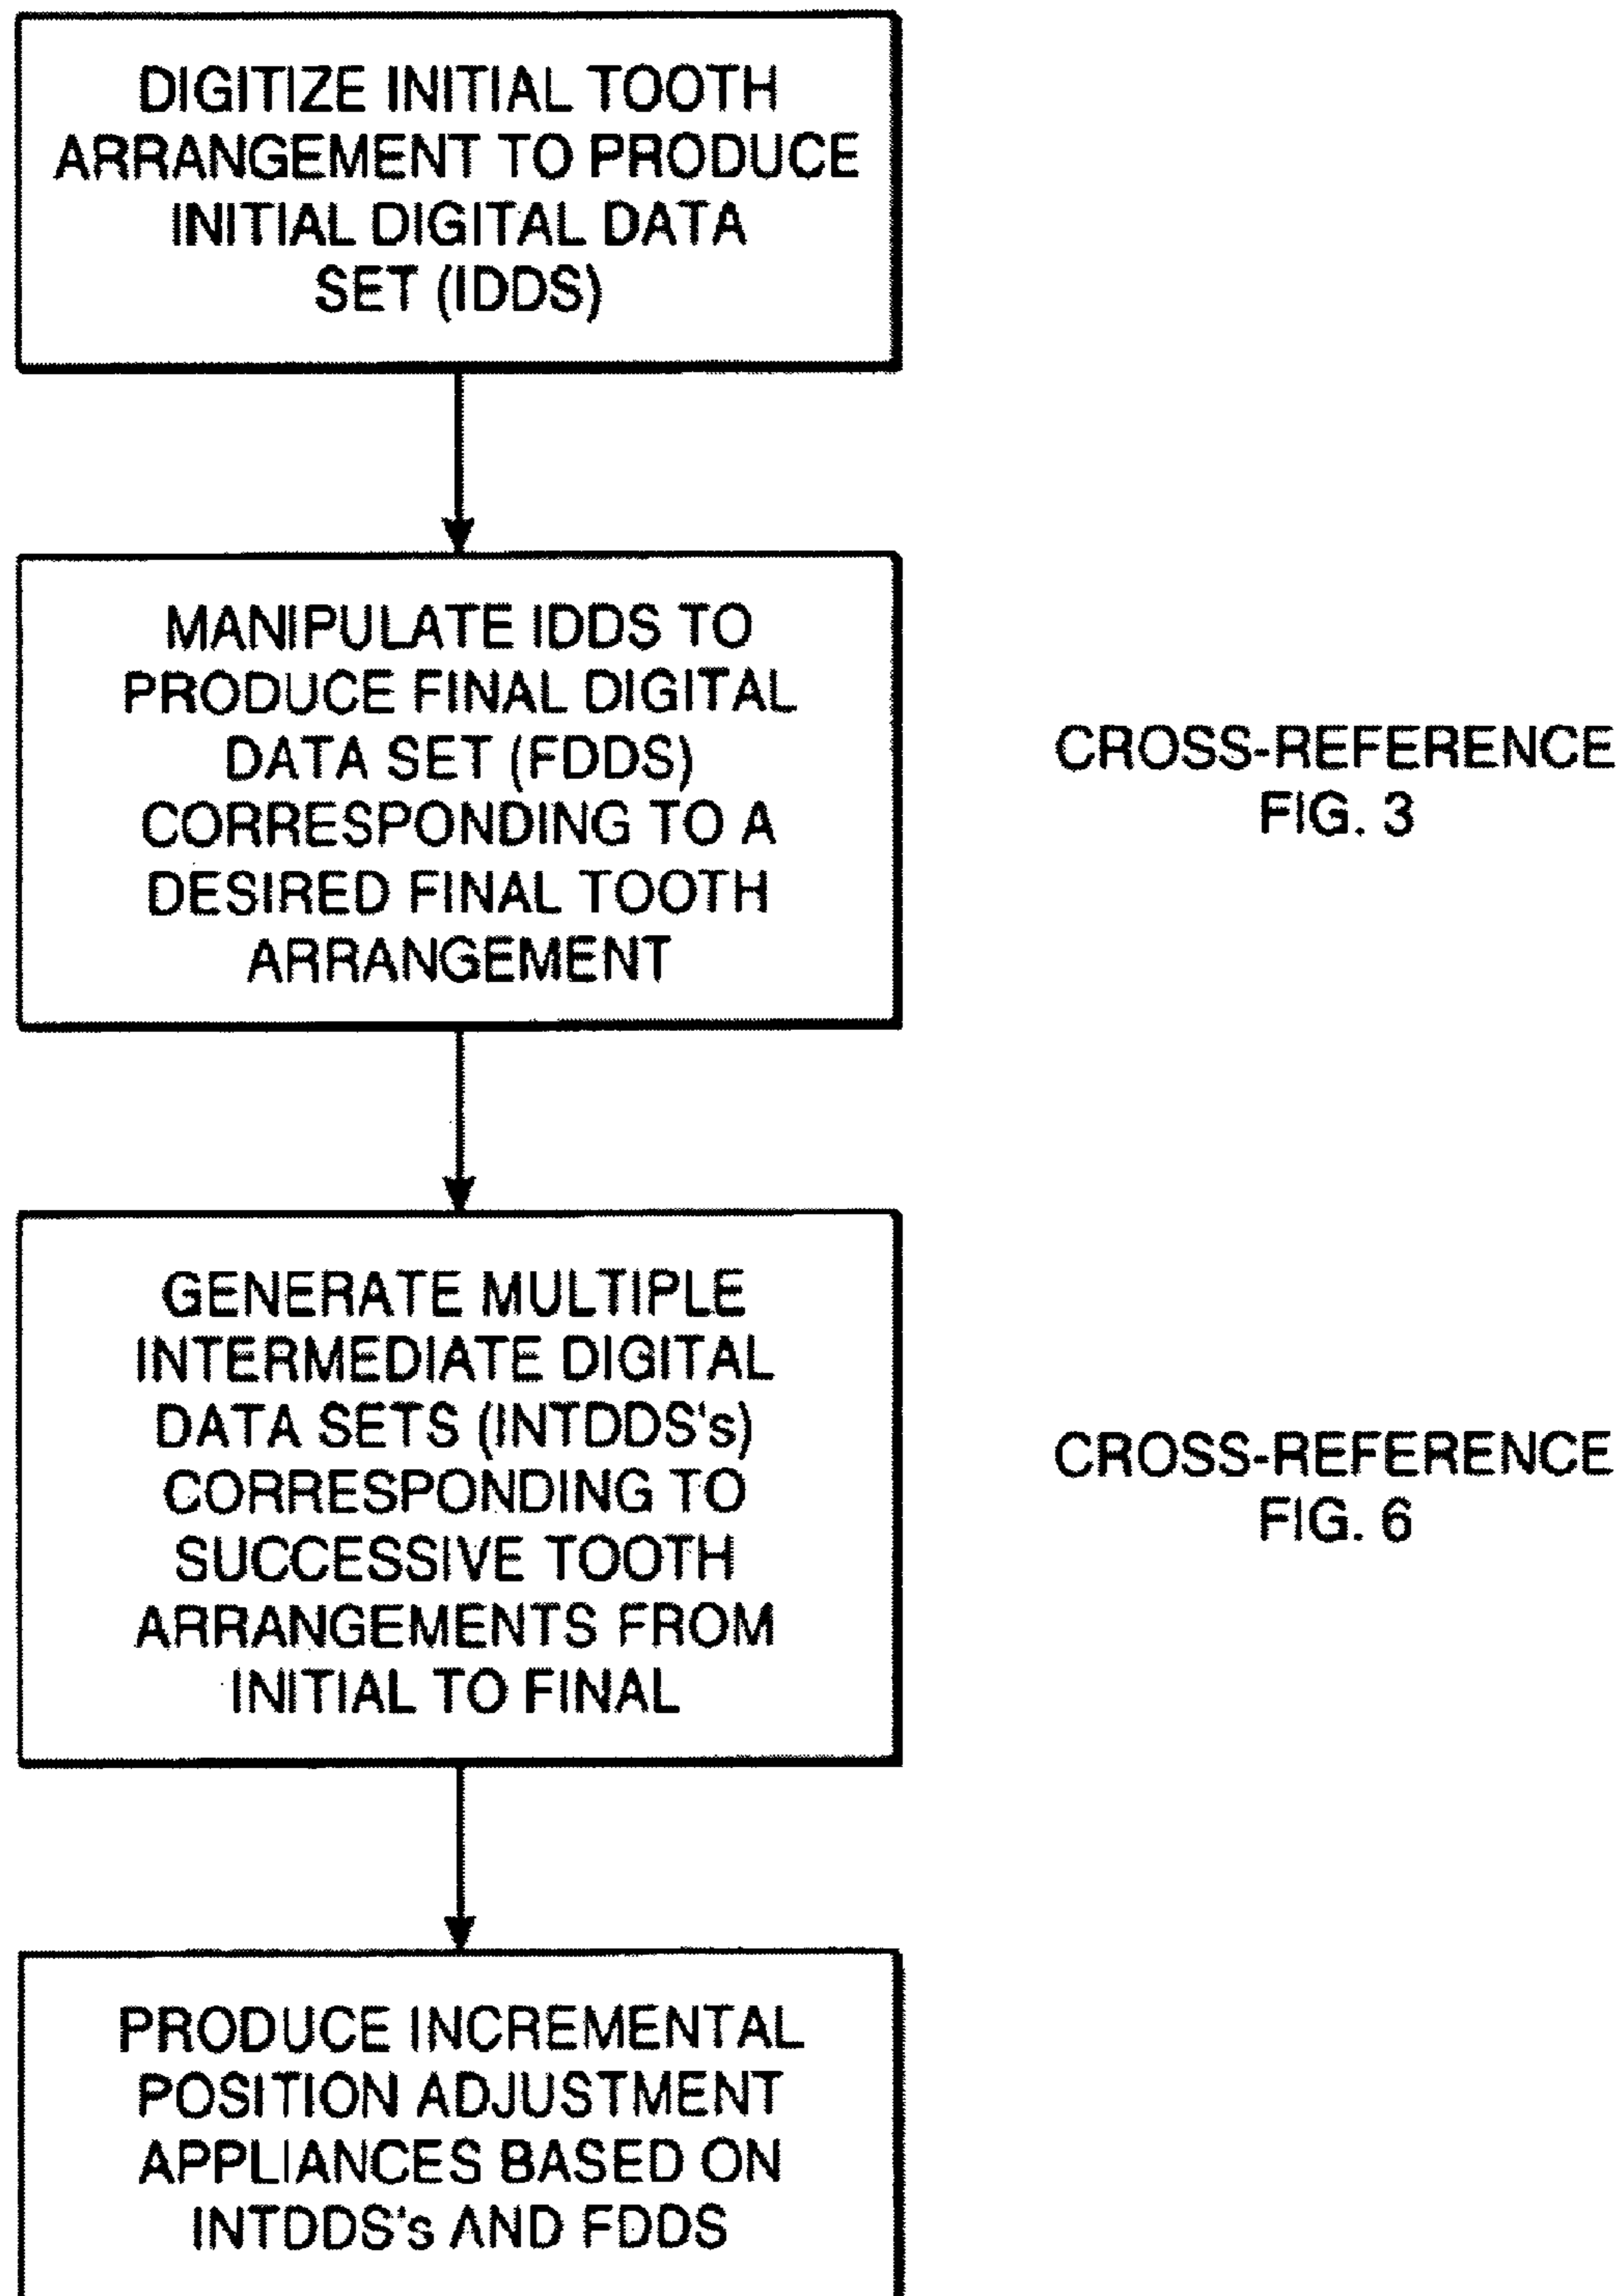 DIGITIZE INITIAL TOOTH
ARRANGEMENT TO PRODUCE
INITIAL DIGITAL DATA
SET (IDDS)
MANIPULATE IDDS TO
PRODUCE FINAL DIGITAL
DATA SET (FDDS)
CORRESPONDING TO A
DESIRED FINAL TOOTH
ARRANGEMENT
CROSS-REFERENCE
FIG. 3
GENERATE MULTIPLE
INTERMEDIATE DIGITAL
DATA SETS (INTDDS's)
CORRESPONDING TO
SUCCESSIVE TOOTH
ARRANGEMENTS FROM
INITIAL TO FINAL
CROSS-REFERENCE
FIG. 6
PRODUCE INCREMENTAL
POSITION ADJUSTMENT
APPLIANCES BASED ON
INTDDS's AND FDDS